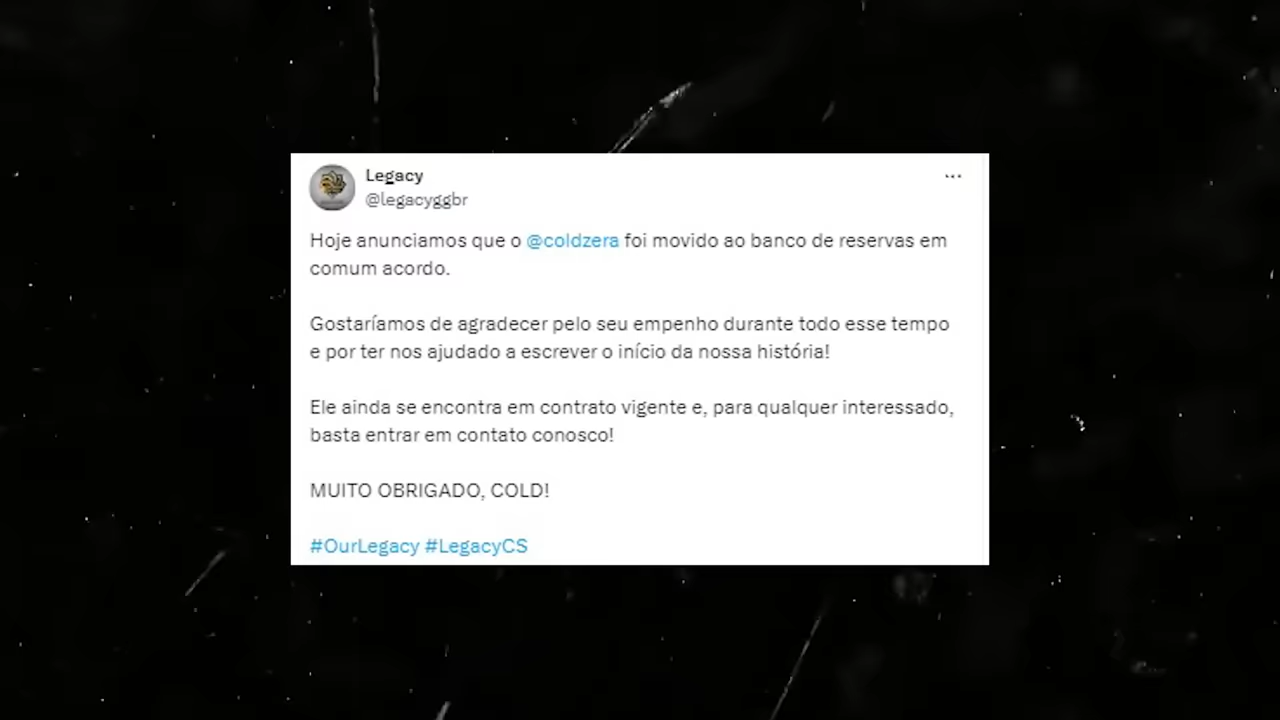 Legacy
@legacyggbr
Hoje anunciamos que o @coldzera foi movido ao banco de reservas em
comum acordo.
Gostaríamos de agradecer pelo seu empenho durante todo esse tempo
e por ter nos ajudado a escrever o início da nossa história!
Ele ainda se encontra em contrato vigente e, para qualquer interessado,
basta entrar em contato conosco!
MUITO OBRIGADO, COLD!
#OurLegacy #LegacyCS